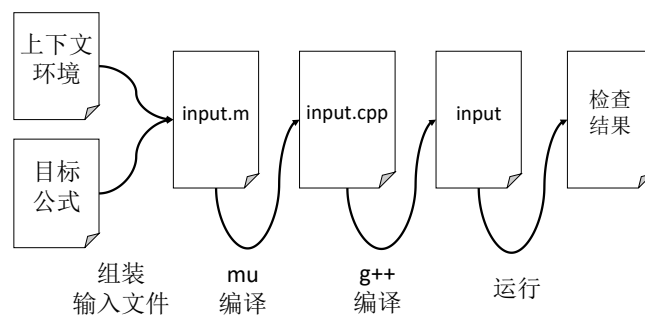 上下文
环境
目标
公式
input.m
input.cpp
input
检查
结果
组装
输入文件
mu
编译
g++
编译
运行